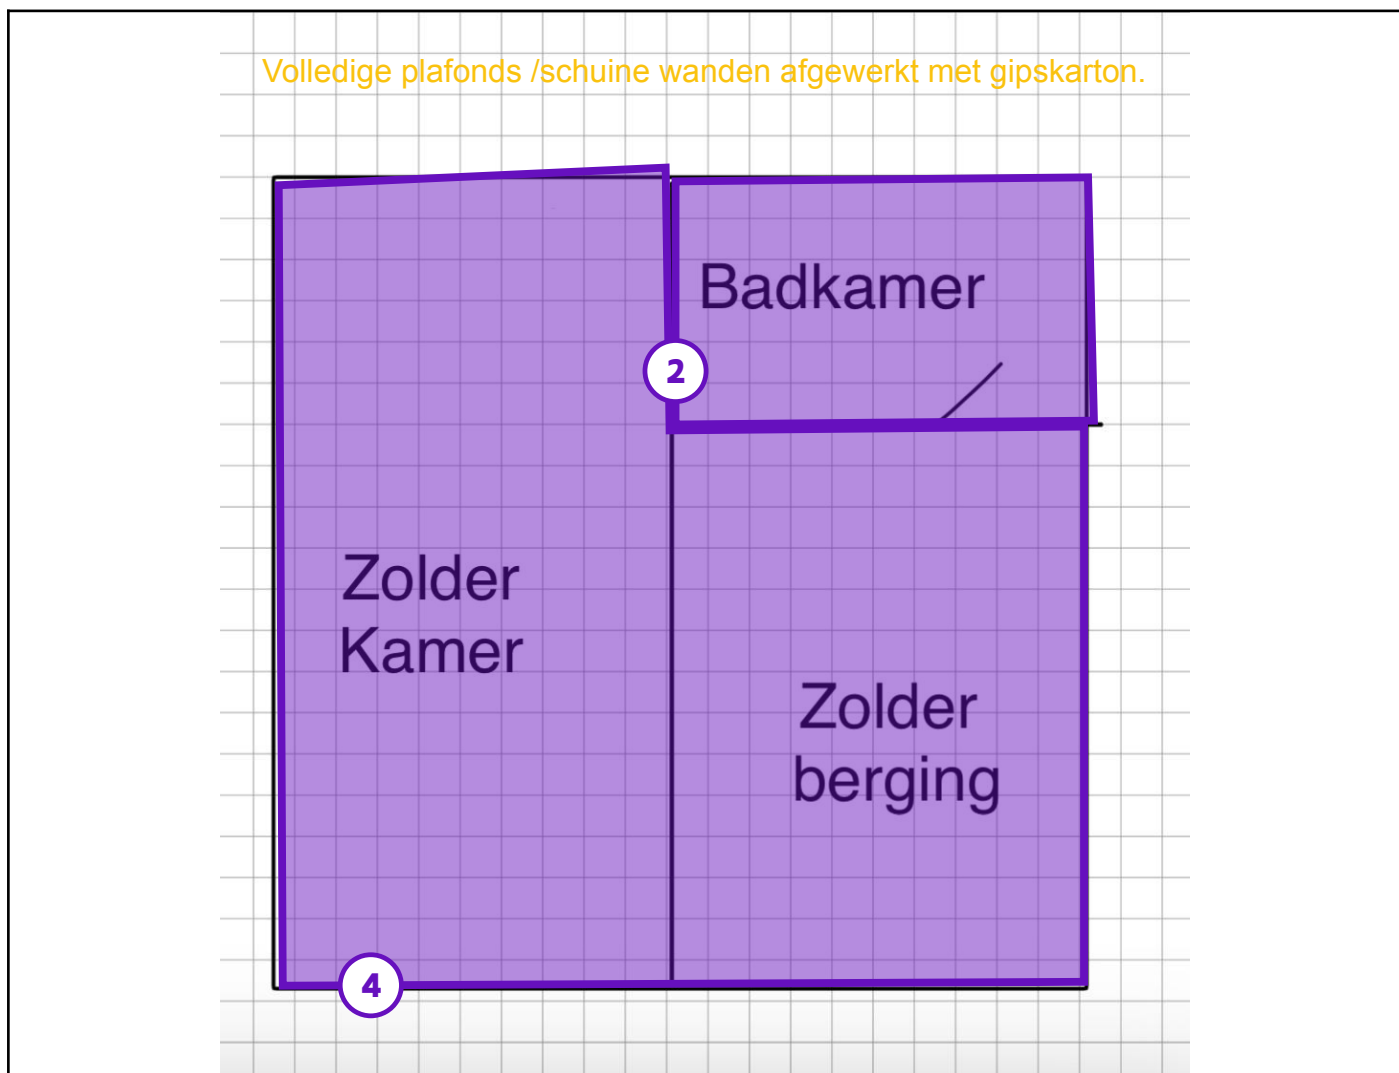 Volledige plafonds /schuine wanden afgewerkt met gipskarton.
Badkamer
2
Zolder
Kamer
Zolder
berging
4